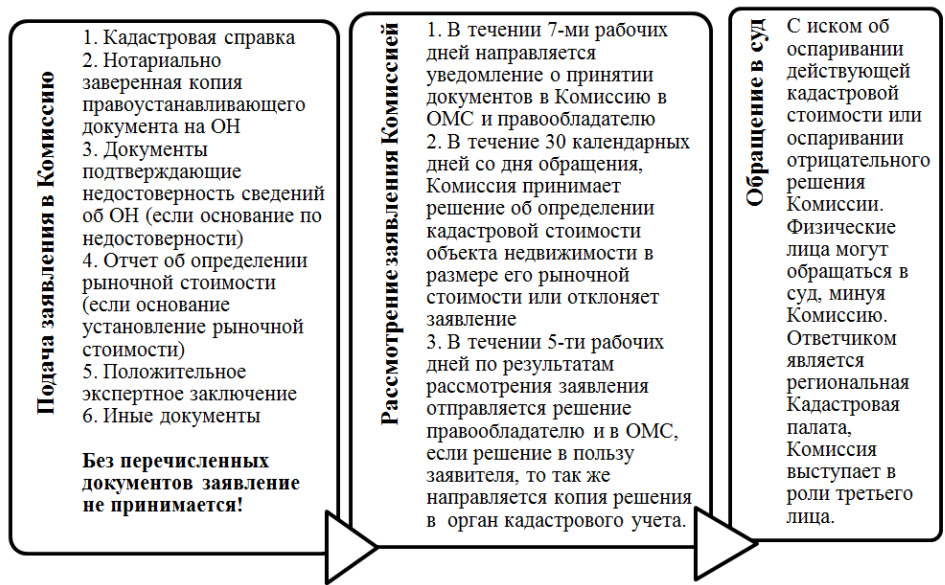 Подача заявления в Комиссию
1. Кадастровая справка
2. Нотариально
заверенная копия
правоустанавливающего
документа на ОН
3. Документы
подтверждающие
недостоверность сведений
об ОН (если основание по
недостоверности)
4. Отчет об определении
рыночной стоимости
(если основание
установление рыночной
стоимости)
5. Положительное
экспертное заключение
6. Иные документы
Без перечисленных
документов заявление
не принимается!
Рассмотрениезаявления Комиссией
1. В течении 7-ми рабочих
дней направляется
уведомление о принятии
документов в Комиссию в
ОМС и правообладателю
2. В течение 30 календарных
дней со дня обращения,
Комиссия принимает
решение об определении
кадастровой стоимости
объекта недвижимости в
размере его рыночной
стоимости или отклоняет
заявление
3. В течении 5-ти рабочих
дней по результатам
рассмотрения заявления
отправляется решение
правообладателю и в ОМС,
если решение в пользу
заявителя, то так же
направляется копия решения
в орган кадастрового учета.
Обращение в суд
С иском об
оспаривании
действующей
кадастровой
стоимости или
оспаривании
отрицательного
решения
Комиссии.
Физические
лица могут
обращаться в
суд, минуя
Комиссию.
Ответчиком
является
региональная
Кадастровая
палата,
Комиссия
выступает в
роли третьего
лица.